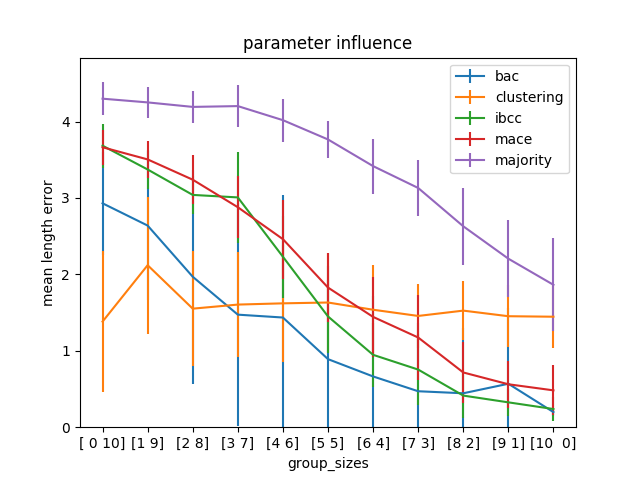 parameter influence
bac
clustering
ibcc
mace
majority
mean length error
4
3
2
1
0
[ 0 10] [1 9] [2 8] [3 7] [4 6] [5 5] [6 4] [7 3] [8 2] [9 1] [10  0]
group_sizes